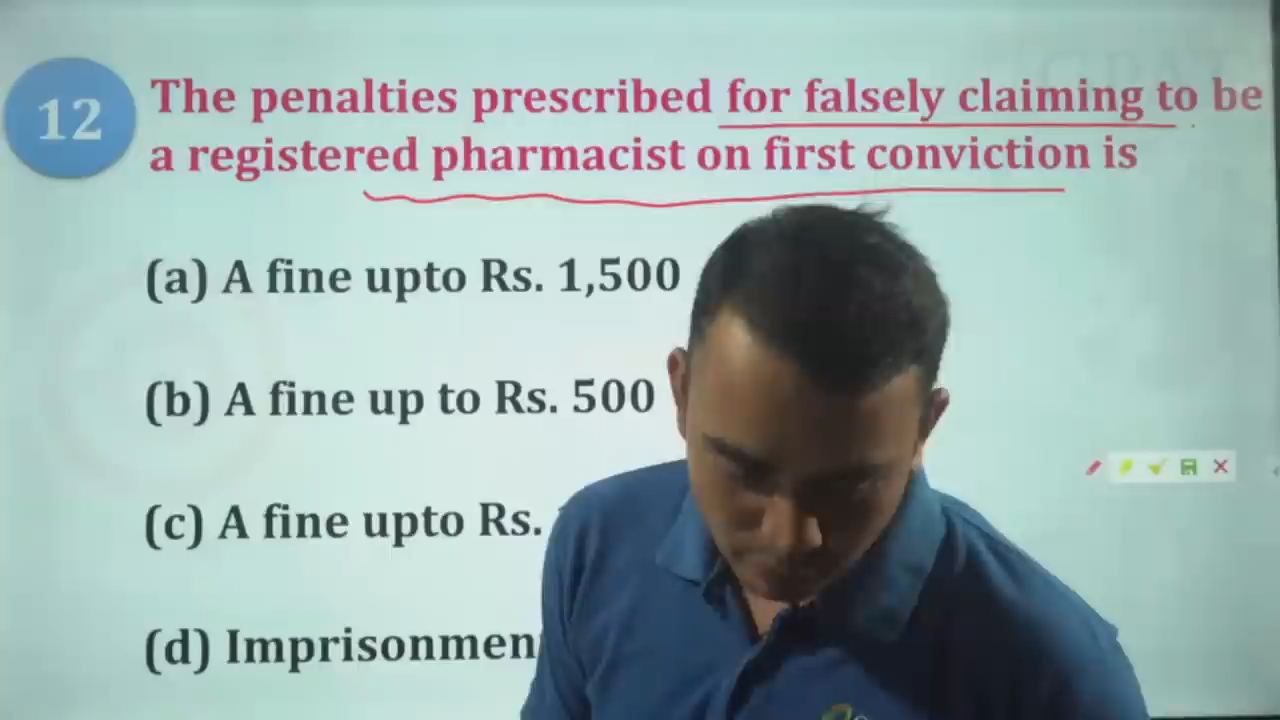 12
The penalties prescribed for falsely claiming to be
a registered pharmacist on first conviction is
(a) A fine upto Rs. 1,500
(b) A fine up to Rs. 500
(c) A fine upto Rs.
(d)